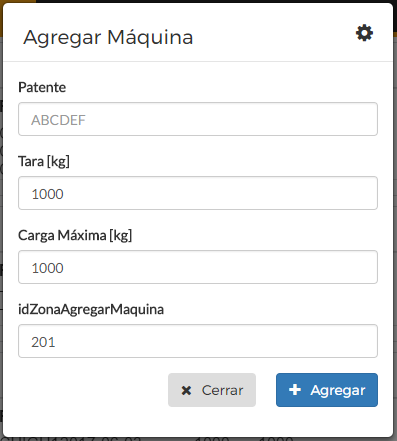 Agregar Máquina
Patente
ABCDEF
Tara [kg]
1000
Carga Máxima [kg]
1000
idZonaAgregarMaquina
201
Cerrar
Agregar